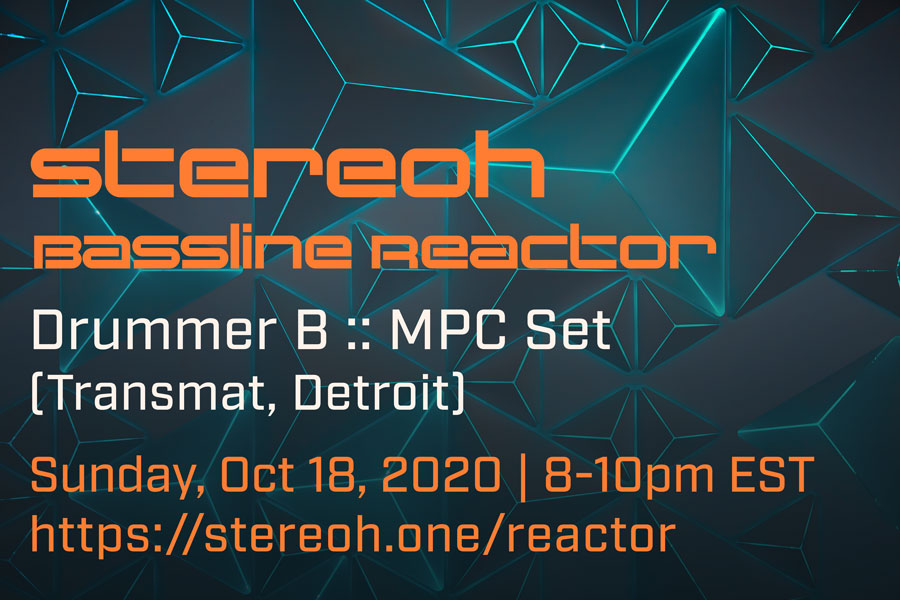 stereoh
Bassline Reactor
Drummer B :: MPC Set
(Transmat, Detroit)
Sunday, Oct 18, 2020 | 8-10pm EST
https://stereoh.one/reactor